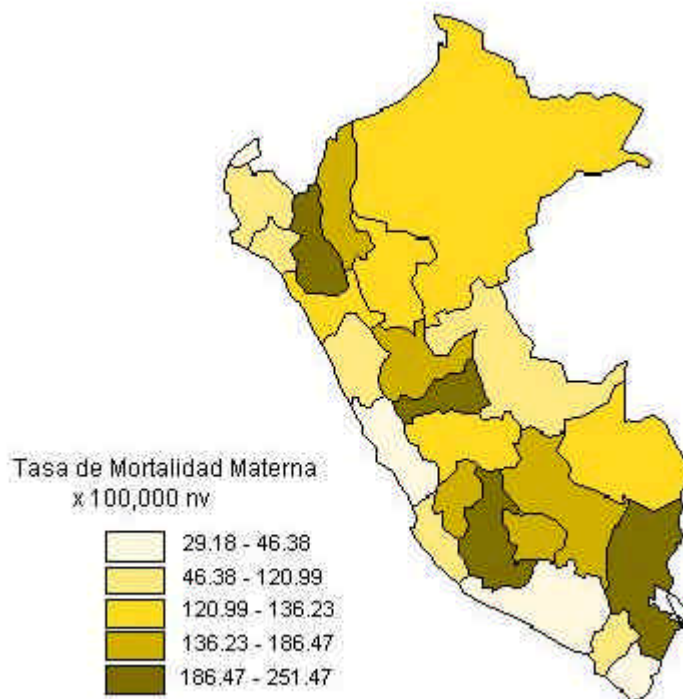 Tasa de Mortalidad Materna
x 100,000 nv
29.18 - 46.38
46.38 - 120.99
120.99 - 136.23
136.23 - 186.47
186.47 - 251.47